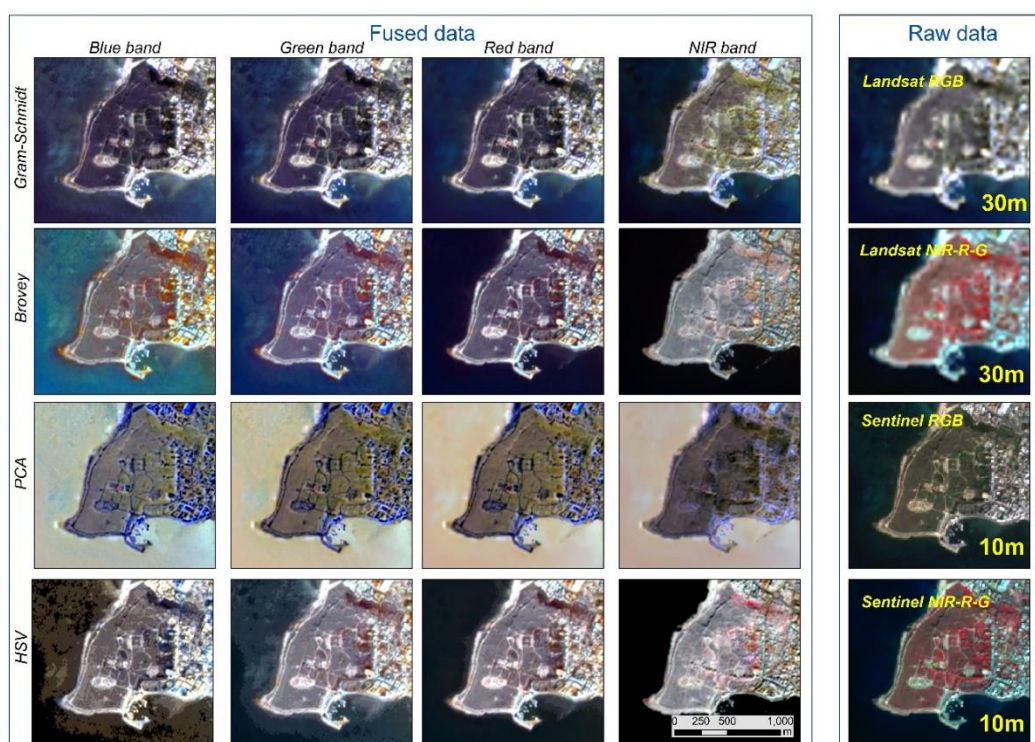 Fused data
Raw data
Blue band
Green band
Red band
NIR band
Gram-Schmidt
Landsat RGB
30m
Brovey
Landsat NIR-R-G
30m
PCA
Sentinel RGB
10m
HSV
Sentinel NIR-R-G
10m
0 250 500 1,000
m